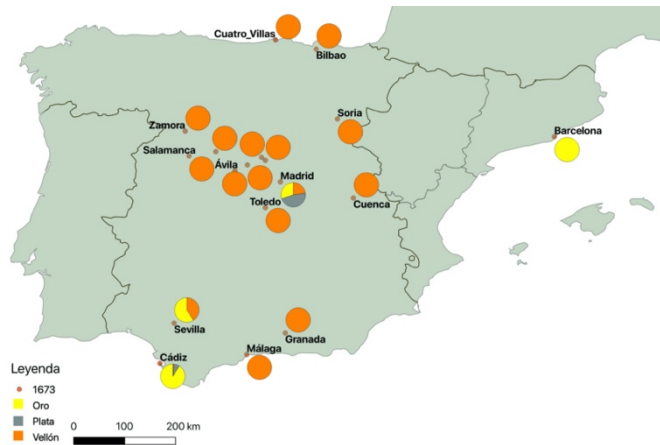 Cuatro_Villas
Bilbao
Zamora
Soria
Barcelona
Salamanca
Ávila
Madrid
Toledo
Cuenca
Sevilla
Granada
Cádiz
Málaga
Leyenda
1673
Oro
Plata
Vellón
0 100 200 km